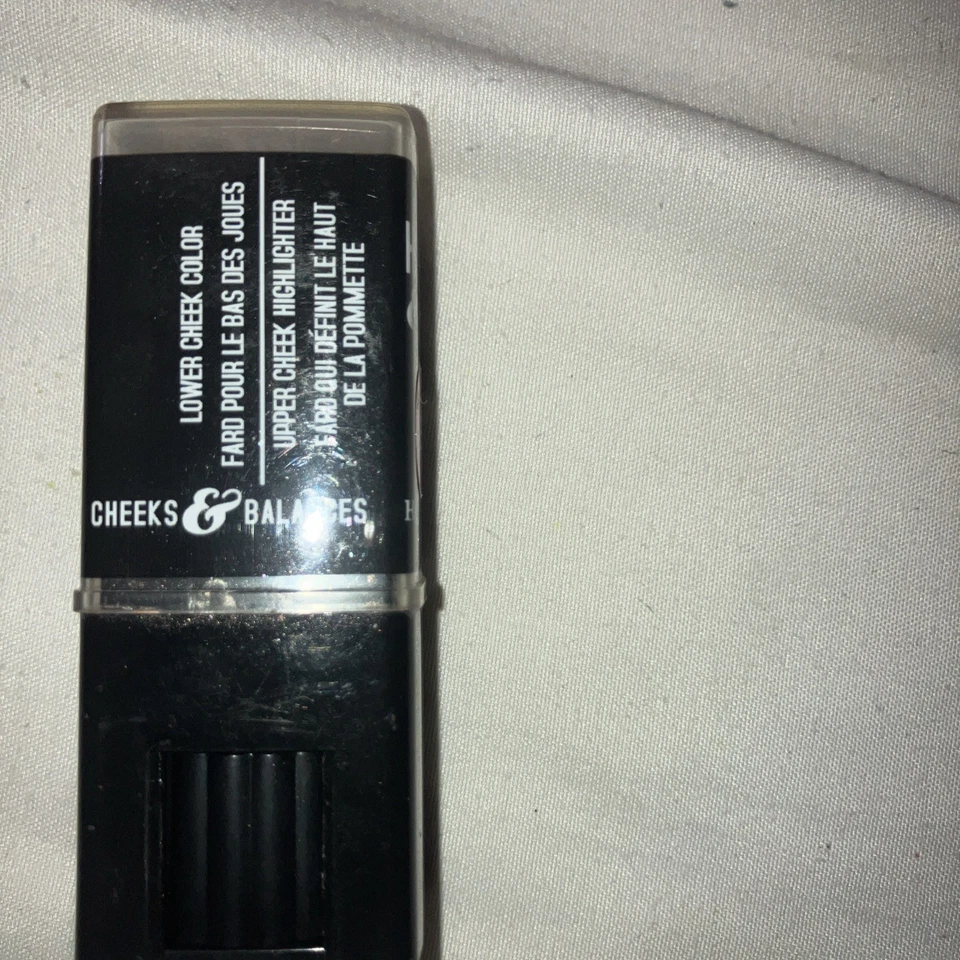 LOWER CHEEK COLOR
FARD POUR LE BAS DES JOUES
UPPER CHEEK HIGHLIGHTER
FARD QUI DÉFINIT LE HAUT
DE LA POMMETTE
CHEEKS & BALANCES